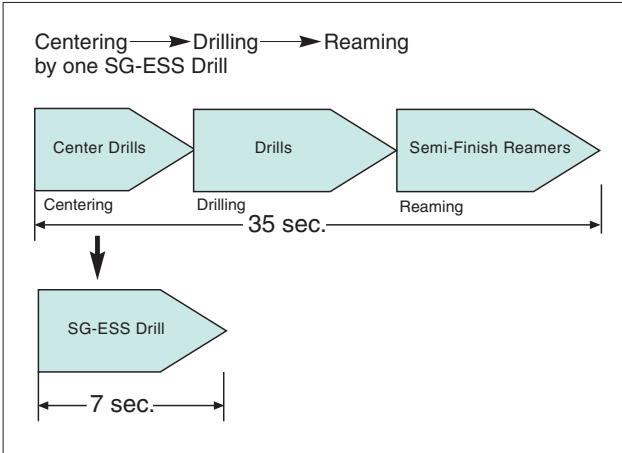 Centering Drilling Reaming
by one SG-ESS Drill
Center Drills Drills Semi-Finish Reamers
Centering Drilling Reaming
35 sec.
SG-ESS Drill
7 sec.